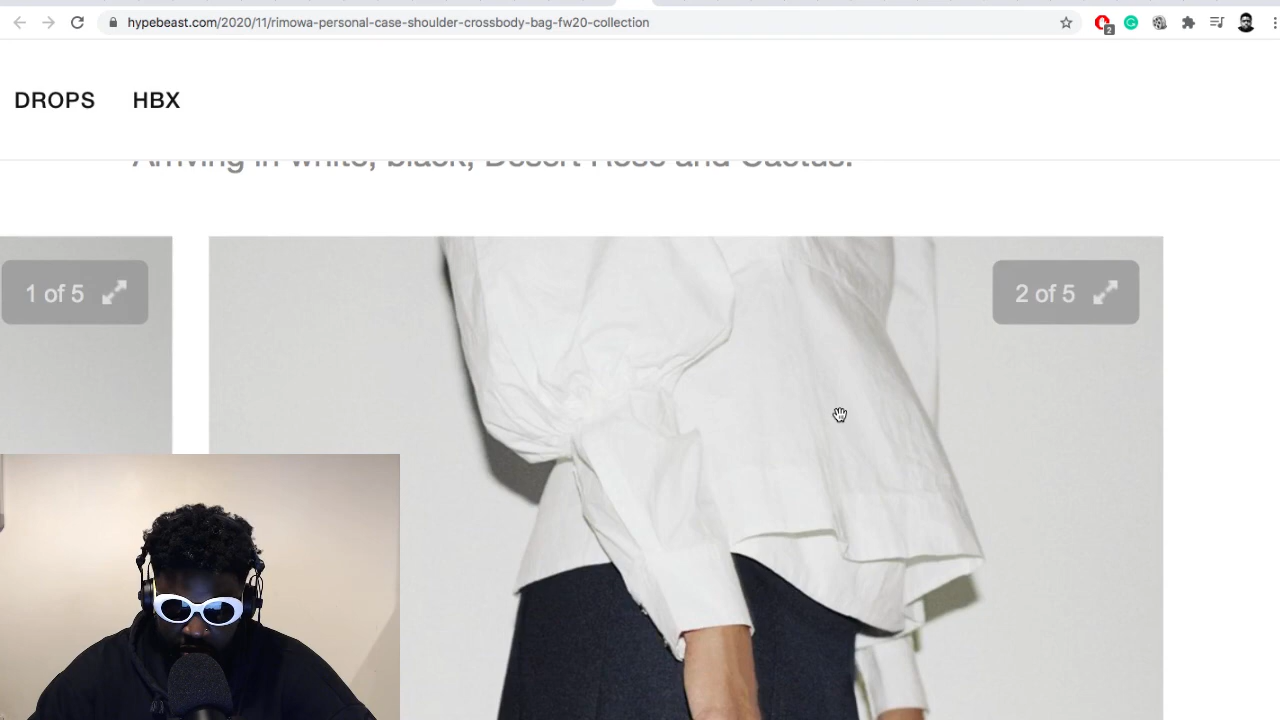 hypebeast.com/2020/11/rimowa-personal-case-shoulder-crossbody-bag-fw20-collection
2
DROPS HBX
Arriving in white, black, Desert Rose and Cactus.
1 of 5
2 of 5